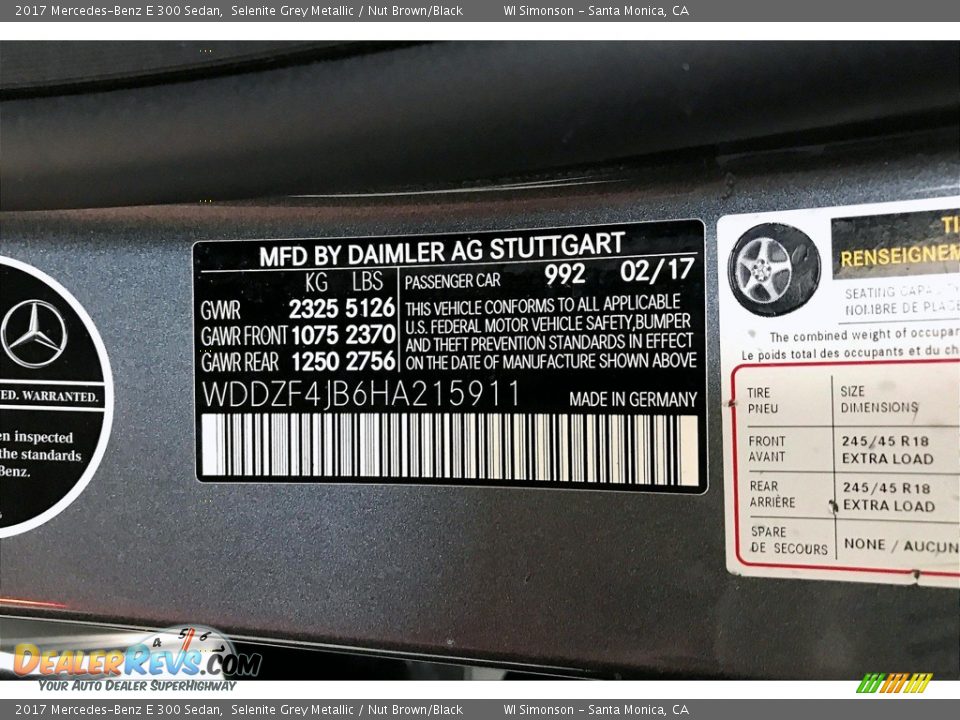 2017 Mercedes-Benz E 300 Sedan, Selenite Grey Metallic / Nut Brown/Black WI Simonson - Santa Monica, CA
MFD BY DAIMLER AG STUTTGART
KG LBS
GWR 2325 5126
GAWR FRONT 1075 2370
GAWR REAR 1250 2756
PASSENGER CAR 992 02/17
THIS VEHICLE CONFORMS TO ALL APPLICABLE
U.S. FEDERAL MOTOR VEHICLE SAFETY,BUMPER
AND THEFT PREVENTION STANDARDS IN EFFECT
ON THE DATE OF MANUFACTURE SHOWN ABOVE
WDDZF4JB6HA215911 MADE IN GERMANY
WARRANTED.
inspected
the standards
Benz.
RENSEIGNEM
SEATING
NOMBRE DE
The combined weight of occupan
Le poids total des occupants et du ch
TIRE SIZE
PNEU DIMENSIONS
FRONT 245/45 R18
AVANT EXTRA LOAD
REAR 245/45 R18
ARRIÈRE EXTRA LOAD
SPARE
DE SECOURS NONE / AUCUN
4 5 6
DEALERREVS.COM
YOUR AUTO DEALER SUPERHIGHWAY
2017 Mercedes-Benz E 300 Sedan, Selenite Grey Metallic / Nut Brown/Black WI Simonson - Santa Monica, CA